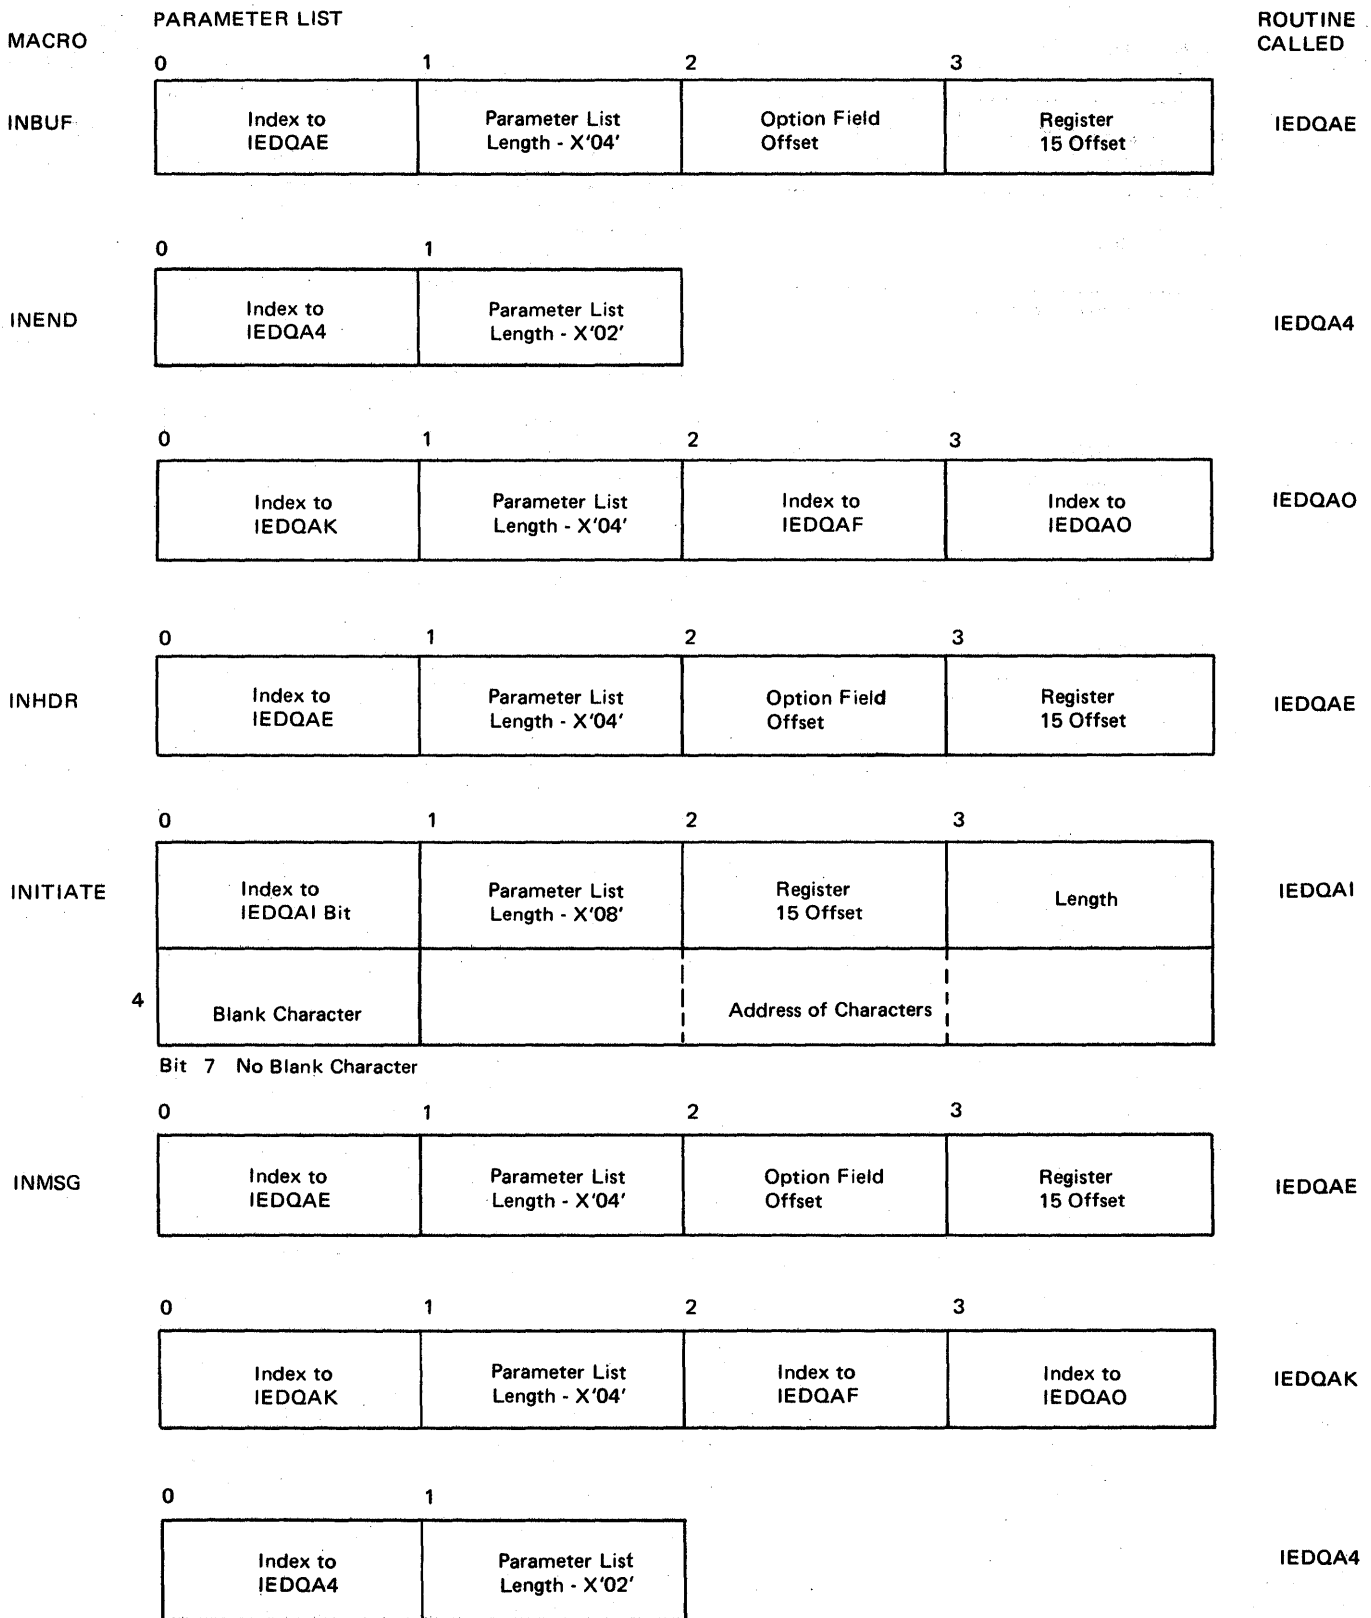 PARAMETER LIST
ROUTINE
MACRO
CALLED
0 1 2 3
INBUF
Index to
IEDQAE
Parameter List
Length - X'04'
Option Field
Offset
Register
15 Offset
IEDQAE
0 1
INEND
Index to
IEDQA4
Parameter List
Length - X'02'
IEDQA4
0 1 2 3
Index to
IEDQAK
Parameter List
Length - X'04'
Index to
IEDQAF
Index to
IEDQAO
IEDQAO
0 1 2 3
INHDR
Index to
IEDQAE
Parameter List
Length - X'04'
Option Field
Offset
Register
15 Offset
IEDQAE
0 1 2 3
INITIATE
Index to
IEDQAI Bit
Parameter List
Length - X'08'
Register
15 Offset
Length
IEDQAI
4
Blank Character
Address of Characters
Bit 7 No Blank Character
0 1 2 3
INMSG
Index to
IEDQAE
Parameter List
Length - X'04'
Option Field
Offset
Register
15 Offset
IEDQAE
0 1 2 3
Index to
IEDQAK
Parameter List
Length - X'04'
Index to
IEDQAF
Index to
IEDQAO
IEDQAK
0 1
Index to
IEDQA4
Parameter List
Length - X'02'
IEDQA4